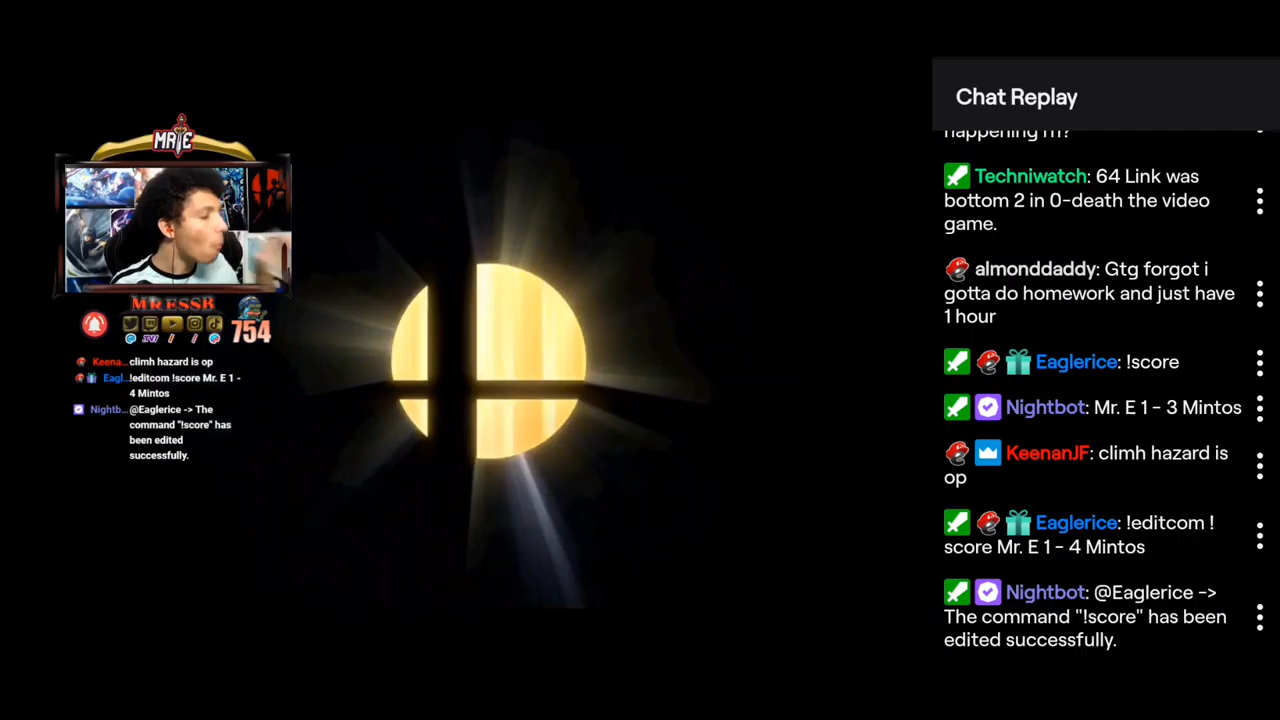 MR E
MRESSB
.TV/
/
/
754
Keena... climh hazard is op
Eagl... !editcom !score Mr. E 1 -
4 Mintos
Nightb... @Eaglerice -> The
command "!score" has
been edited
successfully.
Chat Replay
Techniwatch: 64 Link was
bottom 2 in 0-death the video
game.
almonddaddy: Gtg forgot i
gotta do homework and just have
1 hour
Eaglerice: !score
Nightbot: Mr. E 1 - 3 Mintos
KeenanJF: climh hazard is
op
Eaglerice: !editcom !
score Mr. E 1 - 4 Mintos
Nightbot: @Eaglerice ->
The command "!score" has been
edited successfully.